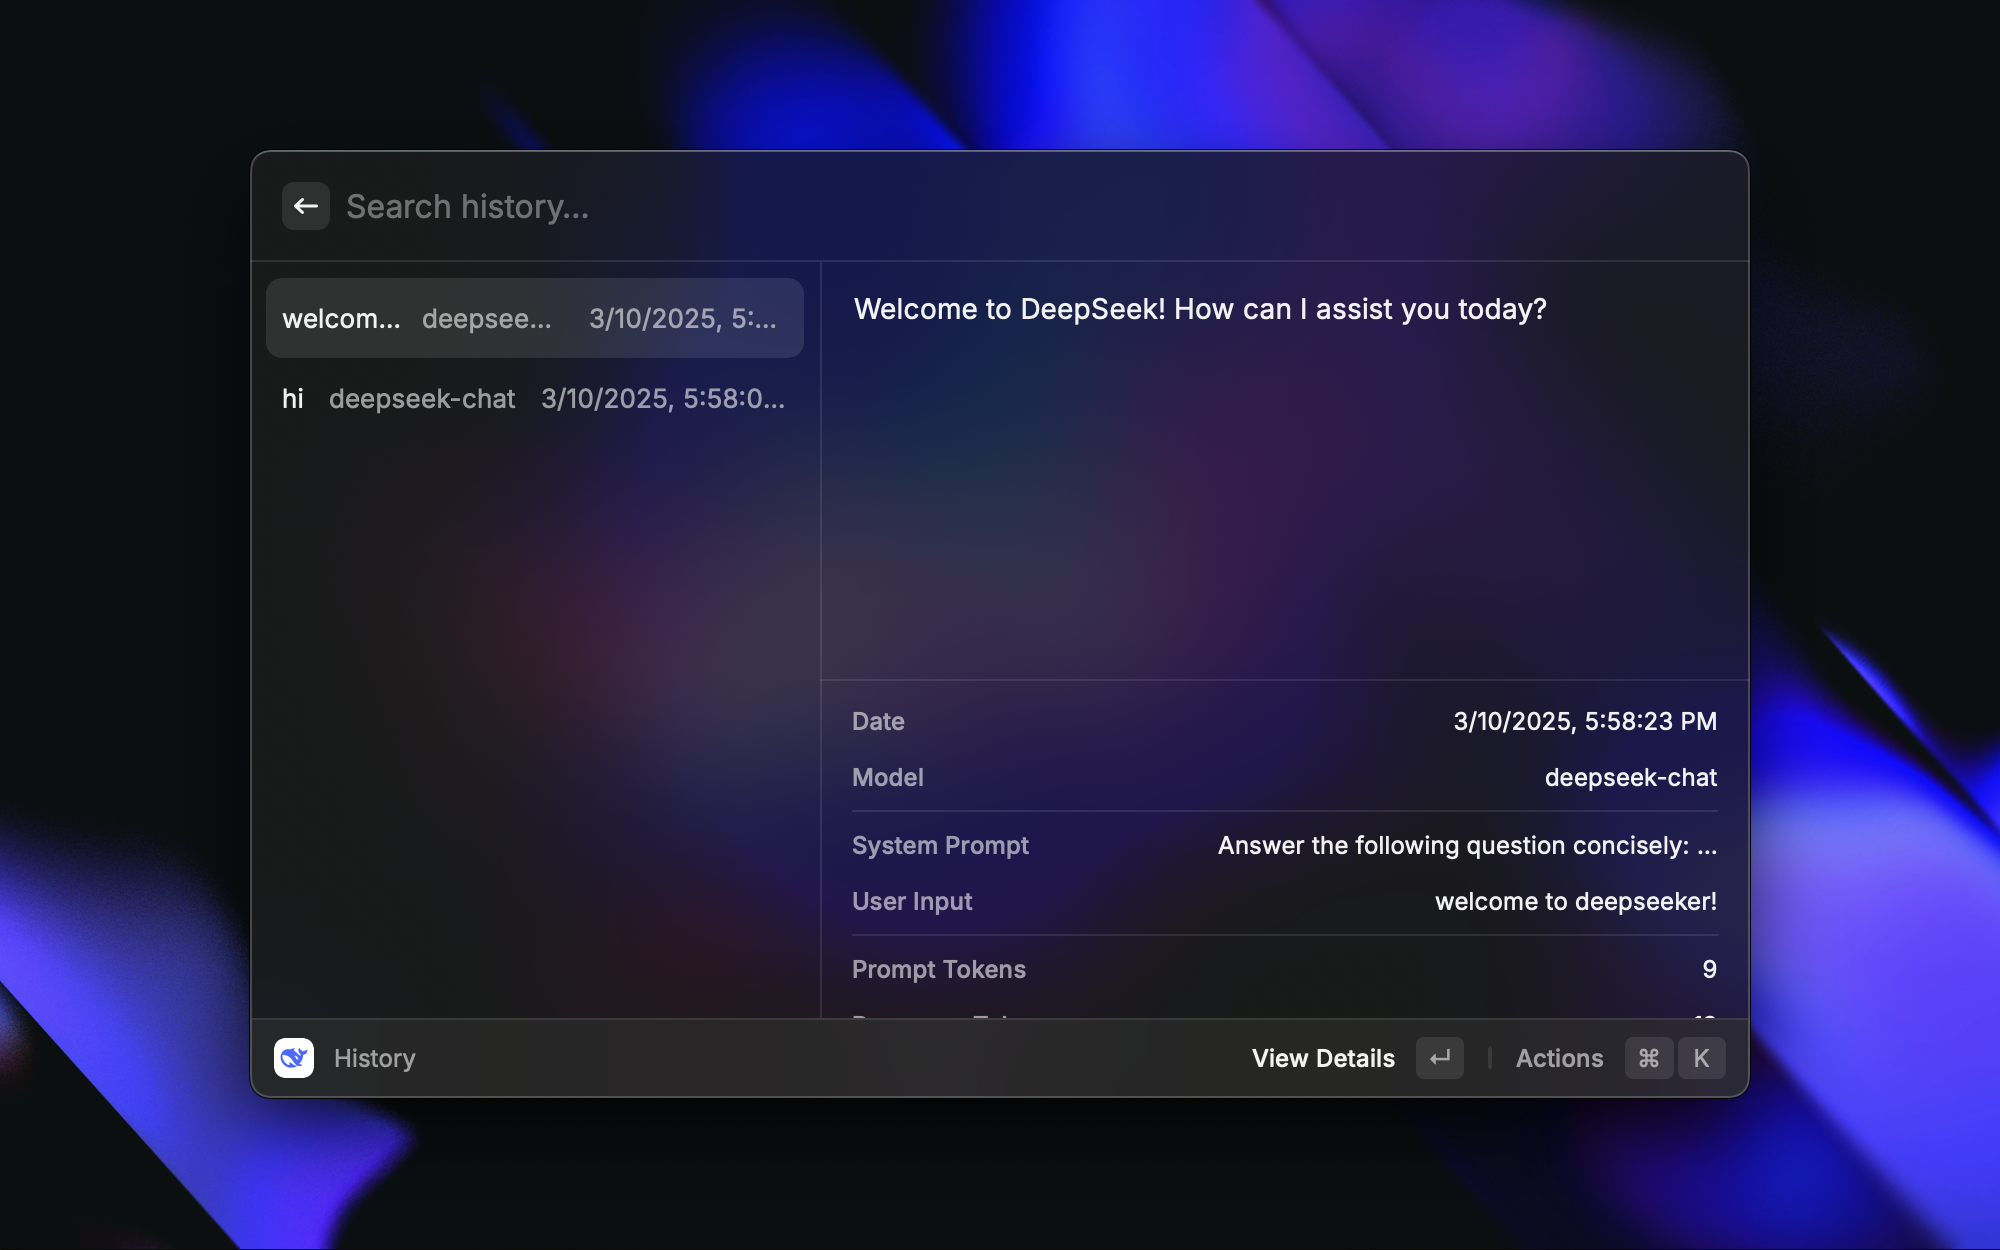 Search history...
welcom... deepsee... 3/10/2025, 5:...
hi deepseek-chat 3/10/2025, 5:58:0...
Welcome to DeepSeek! How can I assist you today?
Date 3/10/2025, 5:58:23 PM
Model deepseek-chat
System Prompt Answer the following question concisely: ...
User Input welcome to deepseeker!
Prompt Tokens 9
History
View Details ↵ Actions ⌘ K